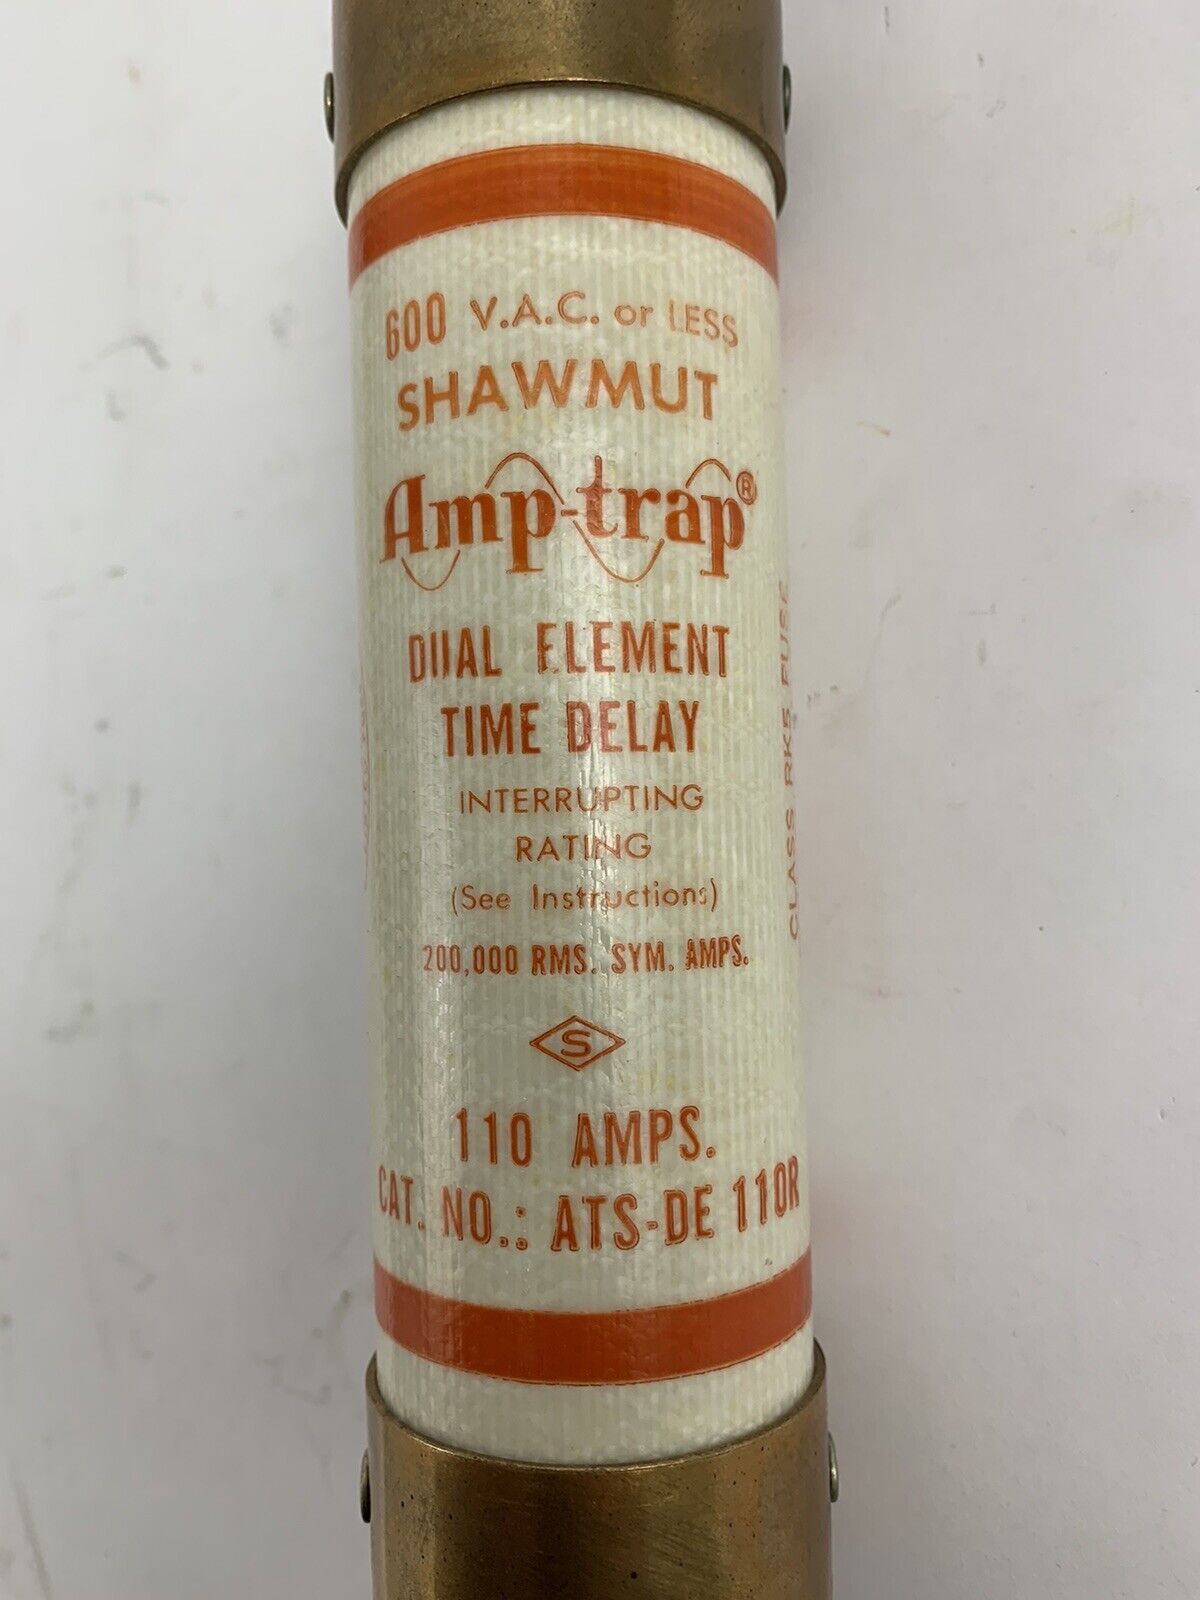 600 V.A.C. or LESS
SHAWMUT
Amp-trap®
DUAL ELEMENT
TIME DELAY
INTERRUPTING
RATING
(See Instructions)
200,000 RMS. SYM. AMPS.
S
110 AMPS.
CAT. NO.: ATS-DE 110R
CLASS RK5 FUSE